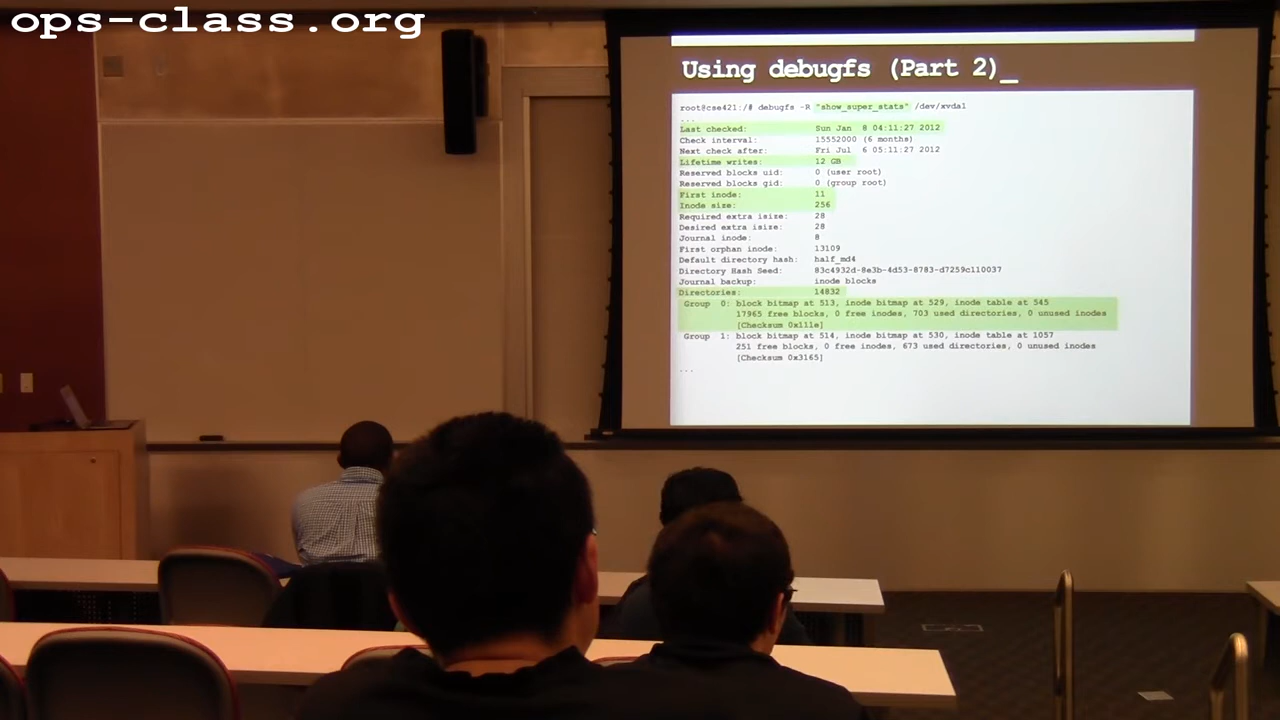 ops-class.org
Using debugfs (Part 2)_
root@cse421:/# debugfs -R "show_super_stats" /dev/xvda1
...
Last checked: Sun Jan 8 04:11:27 2012
Check interval: 15552000 (6 months)
Next check after: Fri Jul 6 05:11:27 2012
Lifetime writes: 12 GB
Reserved blocks uid: 0 (user root)
Reserved blocks gid: 0 (group root)
First inode: 11
Inode size: 256
Required extra isize: 28
Desired extra isize: 28
Journal inode: 8
First orphan inode: 13109
Default directory hash: half_md4
Directory Hash Seed: 83c4932d-8e3b-4d53-8783-d7259c110037
Journal backup: inode blocks
Directories: 14832
Group 0: block bitmap at 513, inode bitmap at 529, inode table at 545
17965 free blocks, 0 free inodes, 703 used directories, 0 unused inodes
[Checksum 0x111e]
Group 1: block bitmap at 514, inode bitmap at 530, inode table at 1057
251 free blocks, 0 free inodes, 673 used directories, 0 unused inodes
[Checksum 0x3165]
...